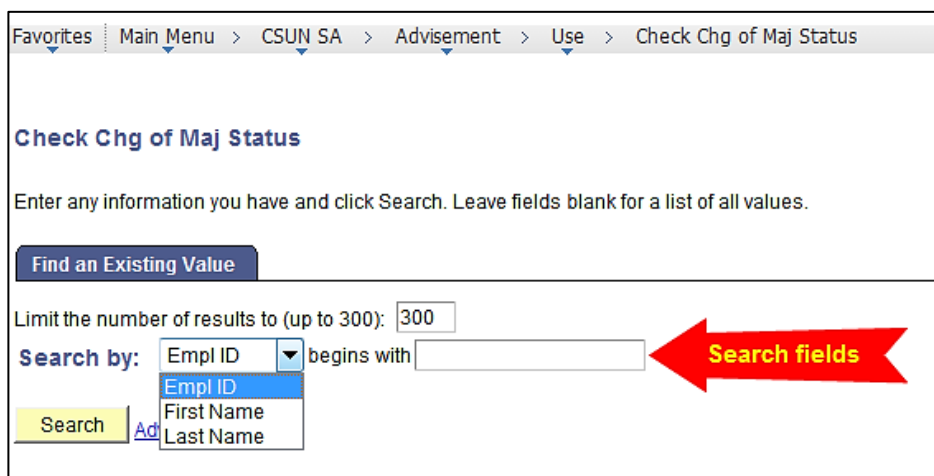 Favorites Main Menu > CSUN SA > Advisement > Use > Check Chg of Maj Status
Check Chg of Maj Status
Enter any information you have and click Search. Leave fields blank for a list of all values.
Find an Existing Value
Limit the number of results to (up to 300): 300
Search by: Empl ID begins with
Search fields
Empl ID
First Name
Last Name
Search